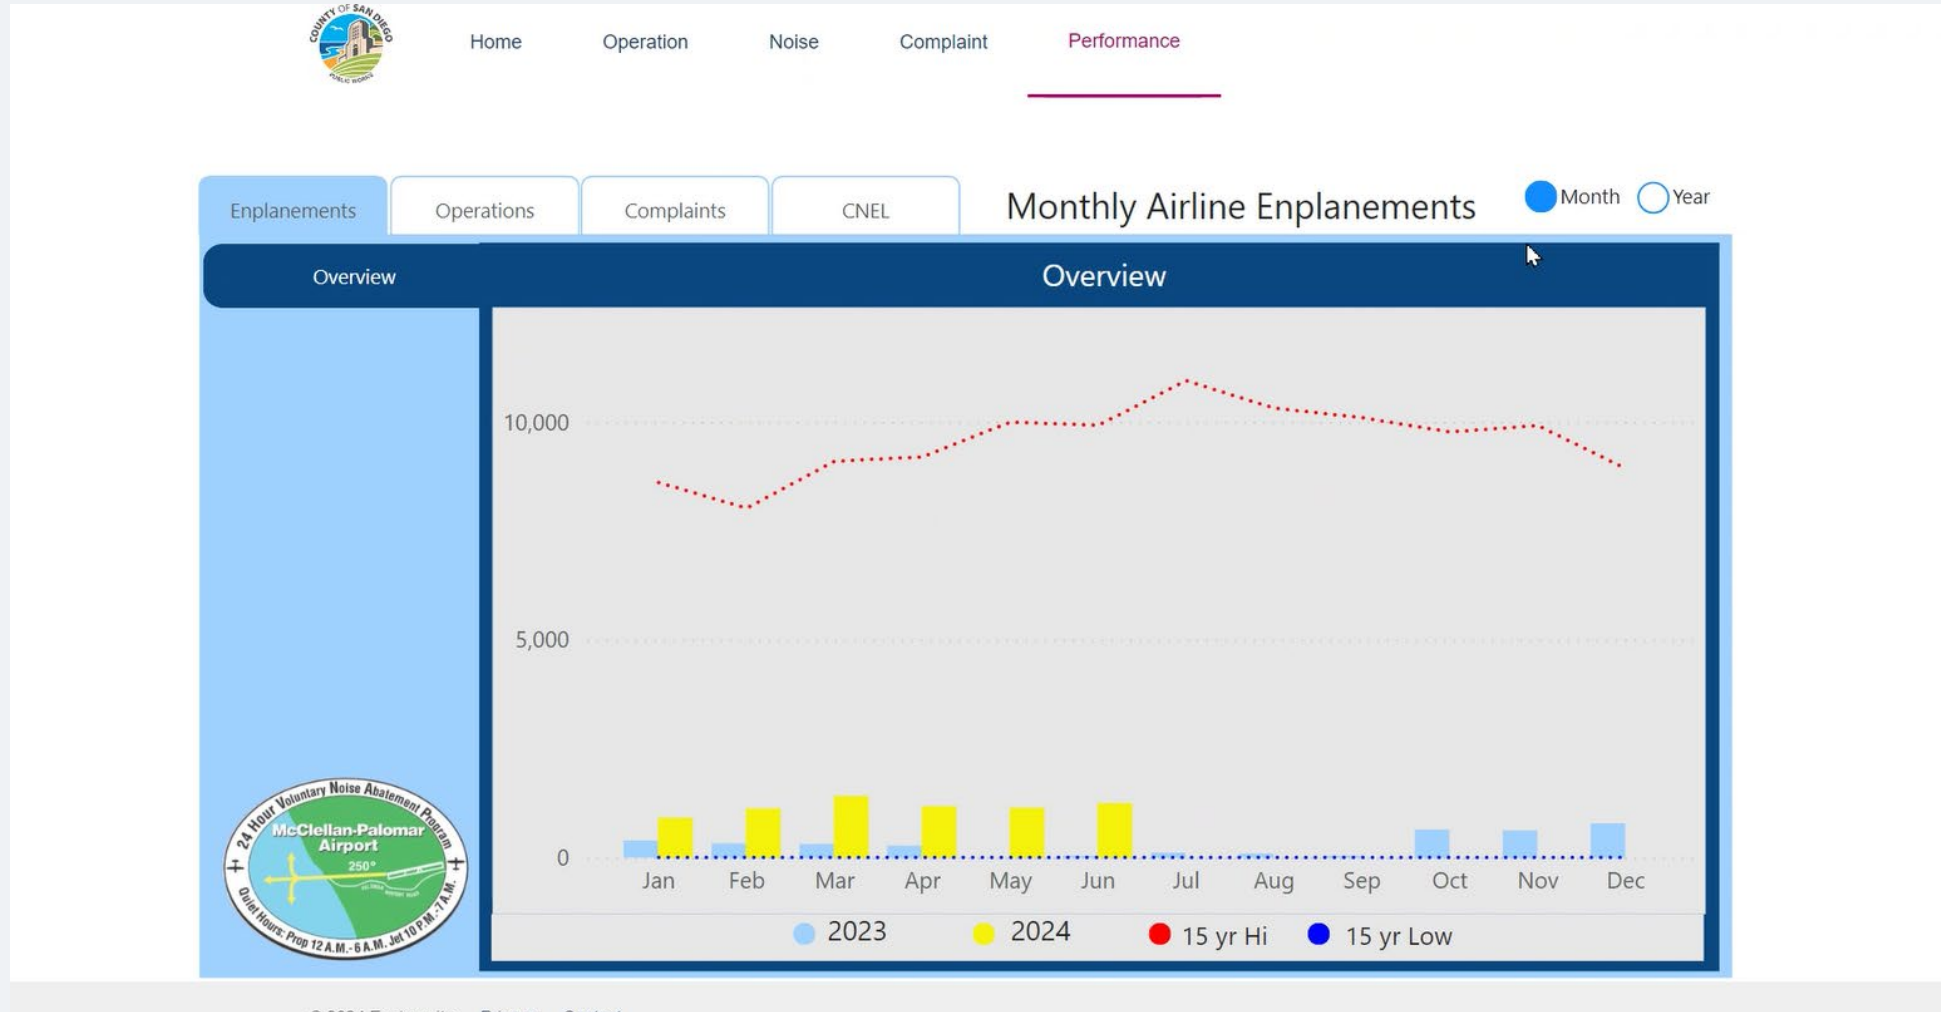 COUNTY OF SAN DIEGO
PUBLIC WORKS
Home
Operation
Noise
Complaint
Performance
Enplanements
Operations
Complaints
CNEL
Monthly Airline Enplanements
Month
Year
Overview
Overview
10,000
5,000
0
Jan
Feb
Mar
Apr
May
Jun
Jul
Aug
Sep
Oct
Nov
Dec
2023
2024
15 yr Hi
15 yr Low
24 Hour Voluntary Noise Abatement Program
McClellan-Palomar
Airport
250°
Quiet Hours: Prop 12 A.M.-6 A.M. Jet 10 P.M.-7 A.M.